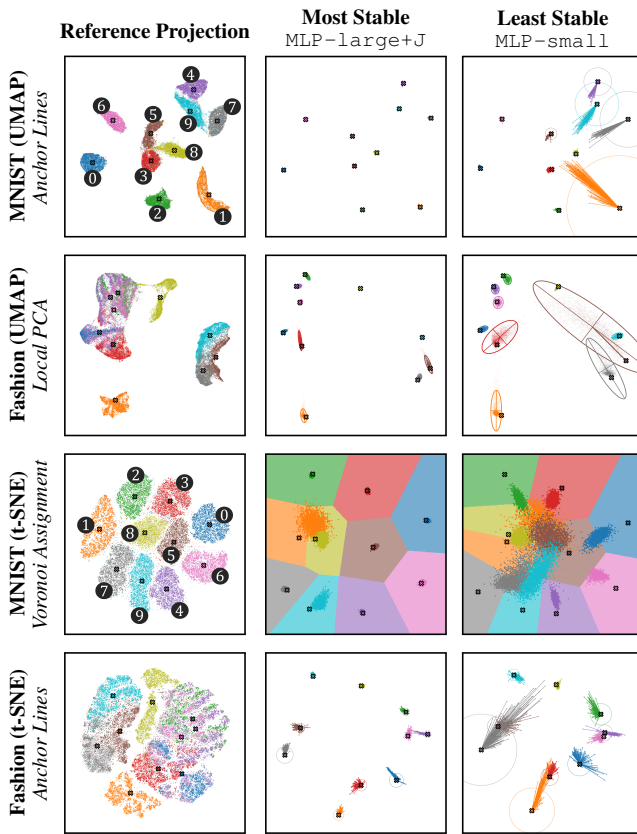 Reference Projection
Most Stable
MLP-large+J
Least Stable
MLP-small
MNIST (UMAP)
Anchor Lines
4
6
5
7
9
8
0
3
2
1
Fashion (UMAP)
Local PCA
MNIST (t-SNE)
Voronoi Assignment
2
3
1
0
8
5
7
6
9
4
Fashion (t-SNE)
Anchor Lines